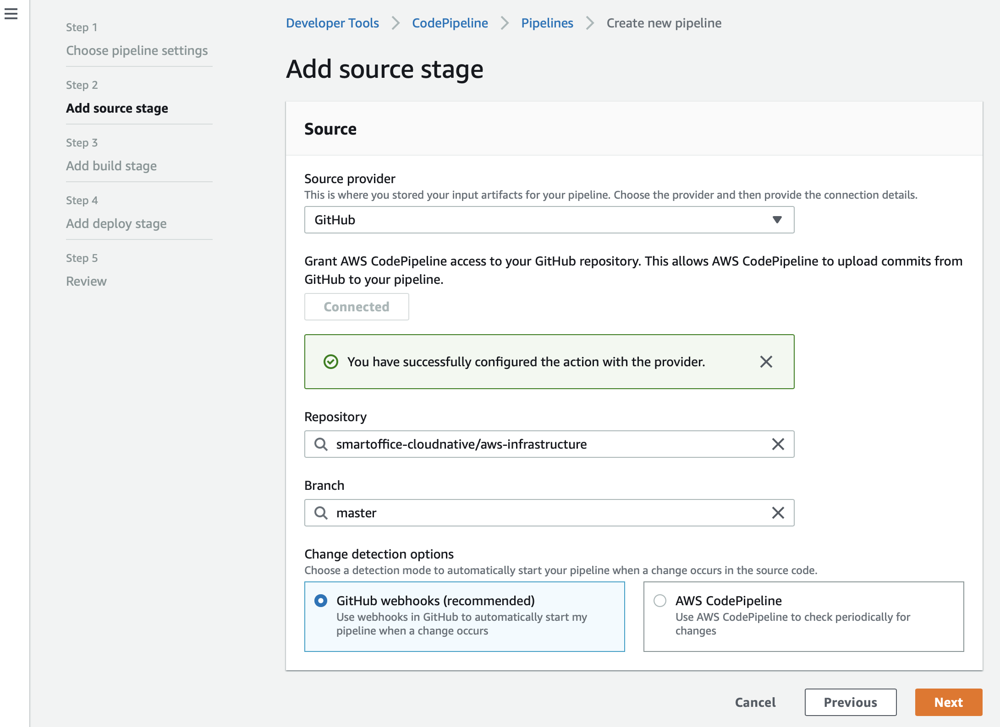 Step 1
Choose pipeline settings
Step 2
Add source stage
Step 3
Add build stage
Step 4
Add deploy stage
Step 5
Review
Developer Tools
CodePipeline
Pipelines
Create new pipeline
Add source stage
Source
Source provider
This is where you stored your input artifacts for your pipeline. Choose the provider and then provide the connection details.
GitHub
Grant AWS CodePipeline access to your GitHub repository. This allows AWS CodePipeline to upload commits from
GitHub to your pipeline.
Connected
You have successfully configured the action with the provider.
Repository
smartoffice-cloudnative/aws-infrastructure
Branch
master
Change detection options
Choose a detection mode to automatically start your pipeline when a change occurs in the source code.
GitHub webhooks (recommended)
Use webhooks in GitHub to automatically start my
pipeline when a change occurs
AWS CodePipeline
Use AWS CodePipeline to check periodically for
changes
Cancel
Previous
Next